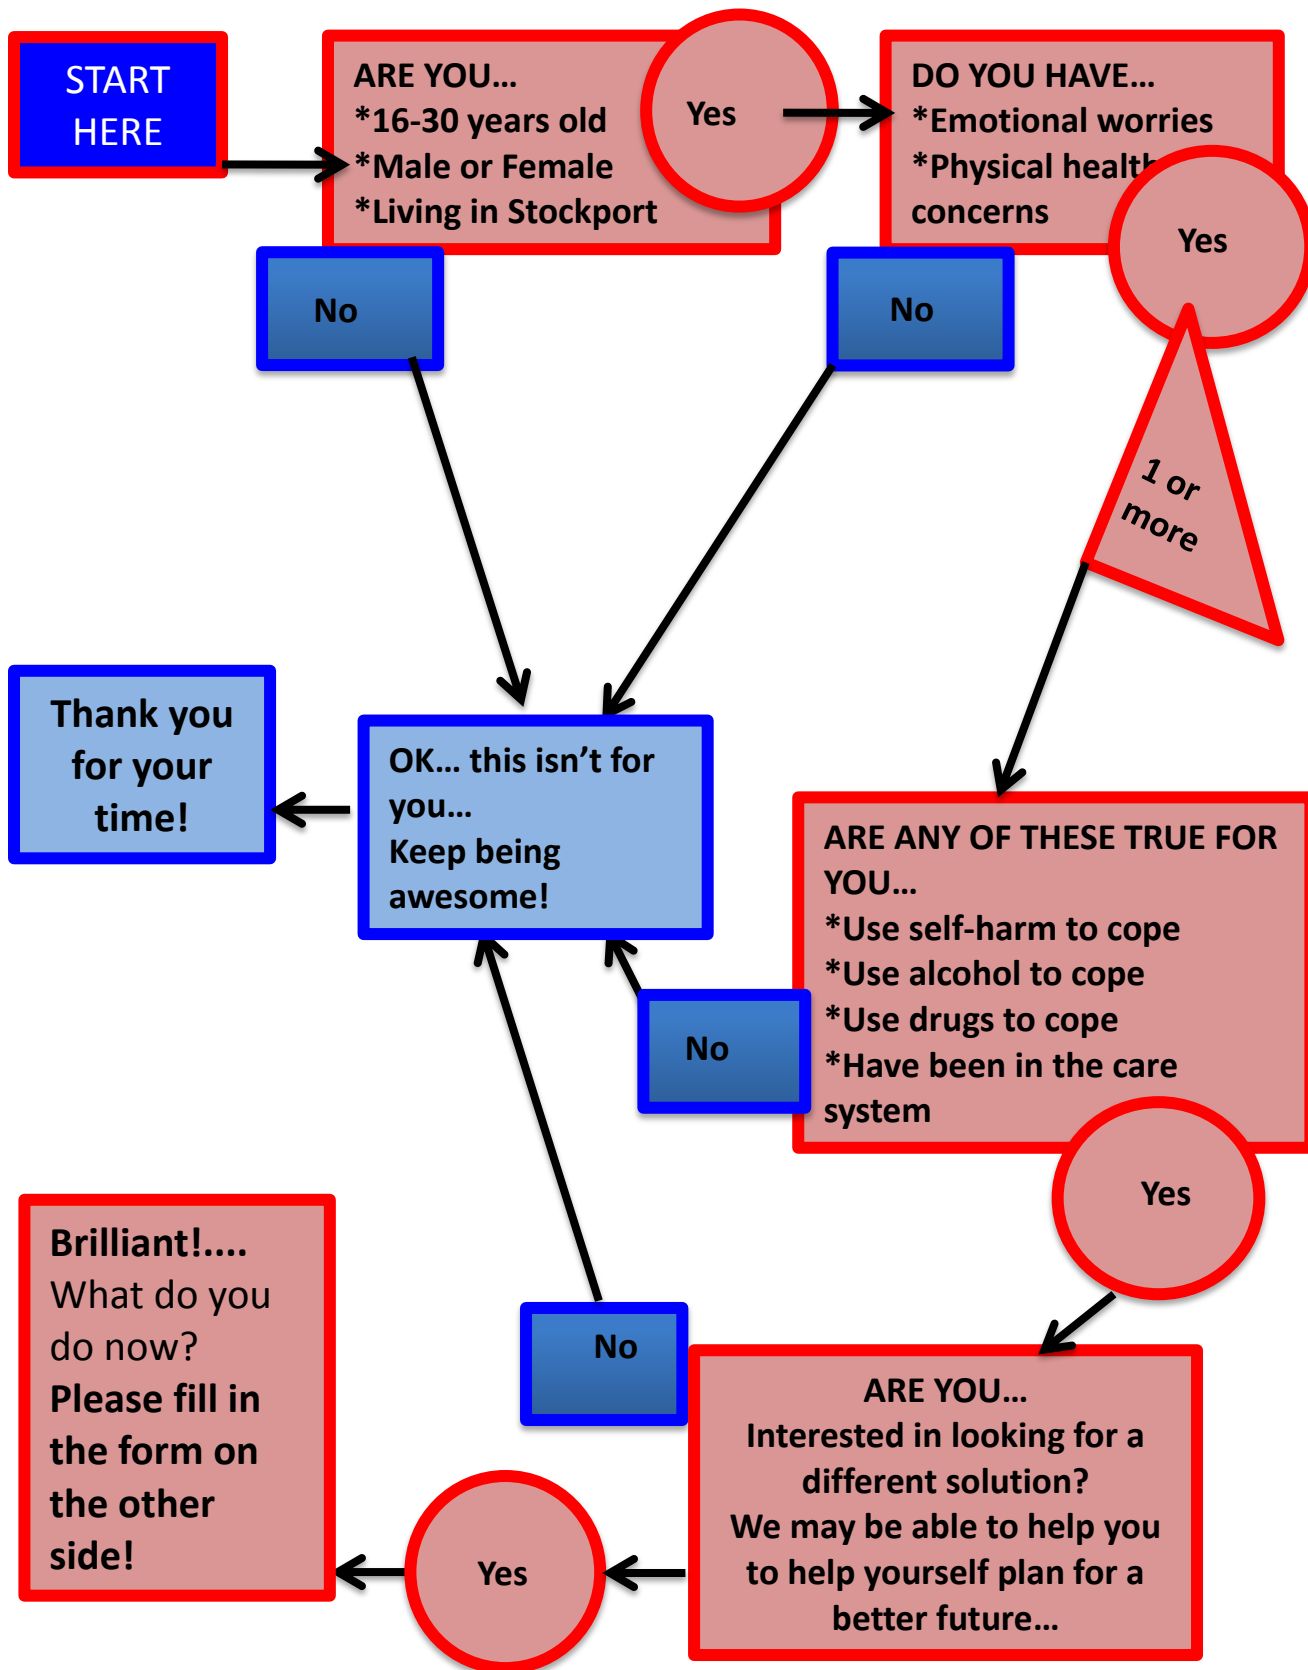 START
HERE
ARE YOU…
*16-30 years old
*Male or Female
*Living in Stockport
Yes
DO YOU HAVE…
*Emotional worries
*Physical health
concerns
Yes
No
No
1 or
more
Thank you
for your
time!
OK… this isn’t for
you…
Keep being
awesome!
ARE ANY OF THESE TRUE FOR
YOU…
*Use self-harm to cope
*Use alcohol to cope
*Use drugs to cope
*Have been in the care
system
No
Yes
Brilliant!....
What do you
do now?
Please fill in
the form on
the other
side!
No
ARE YOU…
Interested in looking for a
different solution?
We may be able to help you
to help yourself plan for a
better future…
Yes